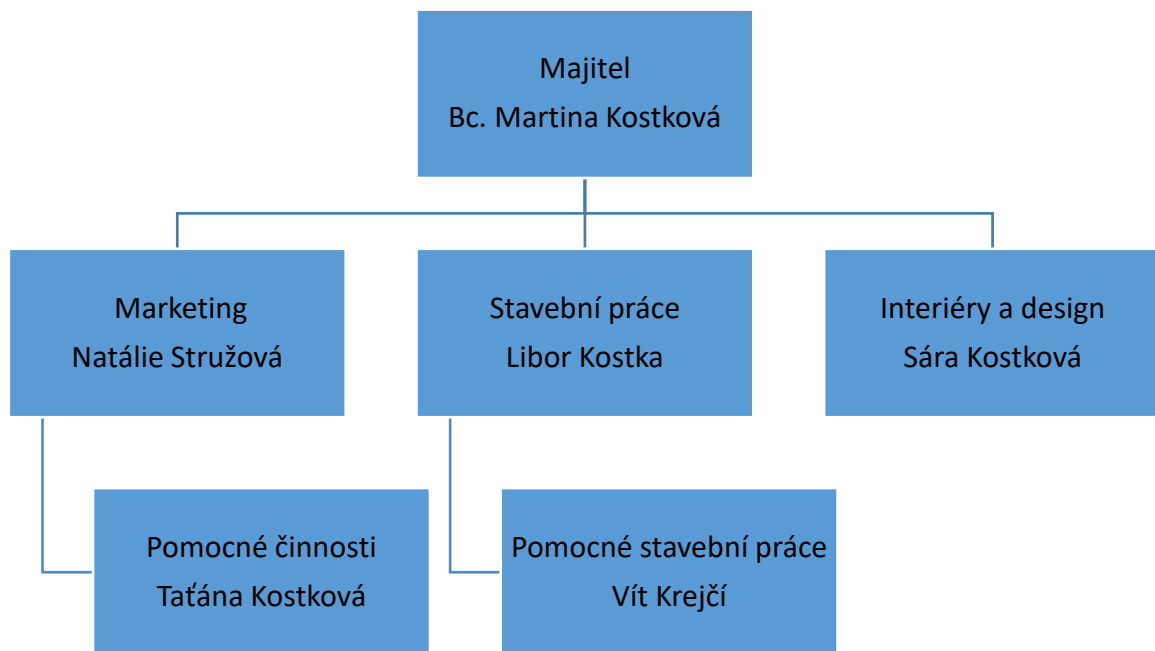 Majitel
Bc. Martina Kostková
Marketing
Natálie Stružová
Stavební práce
Libor Kostka
Interiéry a design
Sára Kostková
Pomocné činnosti
Taťána Kostková
Pomocné stavební práce
Vít Krejčí